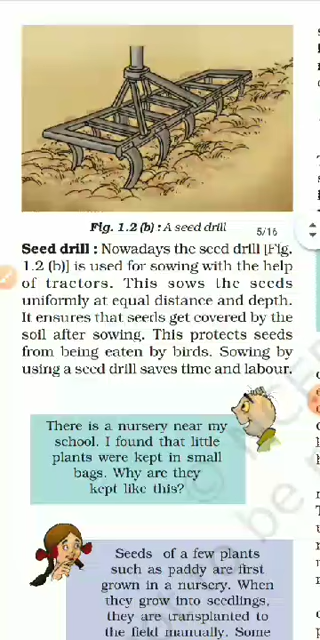 Fig. 1.2 (b) : A seed drill
5/16
Seed drill : Nowadays the seed drill [Fig.
1.2 (b)] is used for sowing with the help
of tractors. This sows the seeds
uniformly at equal distance and depth.
It ensures that seeds get covered by the
soil after sowing. This protects seeds
from being eaten by birds. Sowing by
using a seed drill saves time and labour.
There is a nursery near my
school. I found that little
plants were kept in small
bags. Why are they
kept like this?
Seeds of a few plants
such as paddy are first
grown in a nursery. When
they grow into seedlings,
they are transplanted to
the field manually. Some